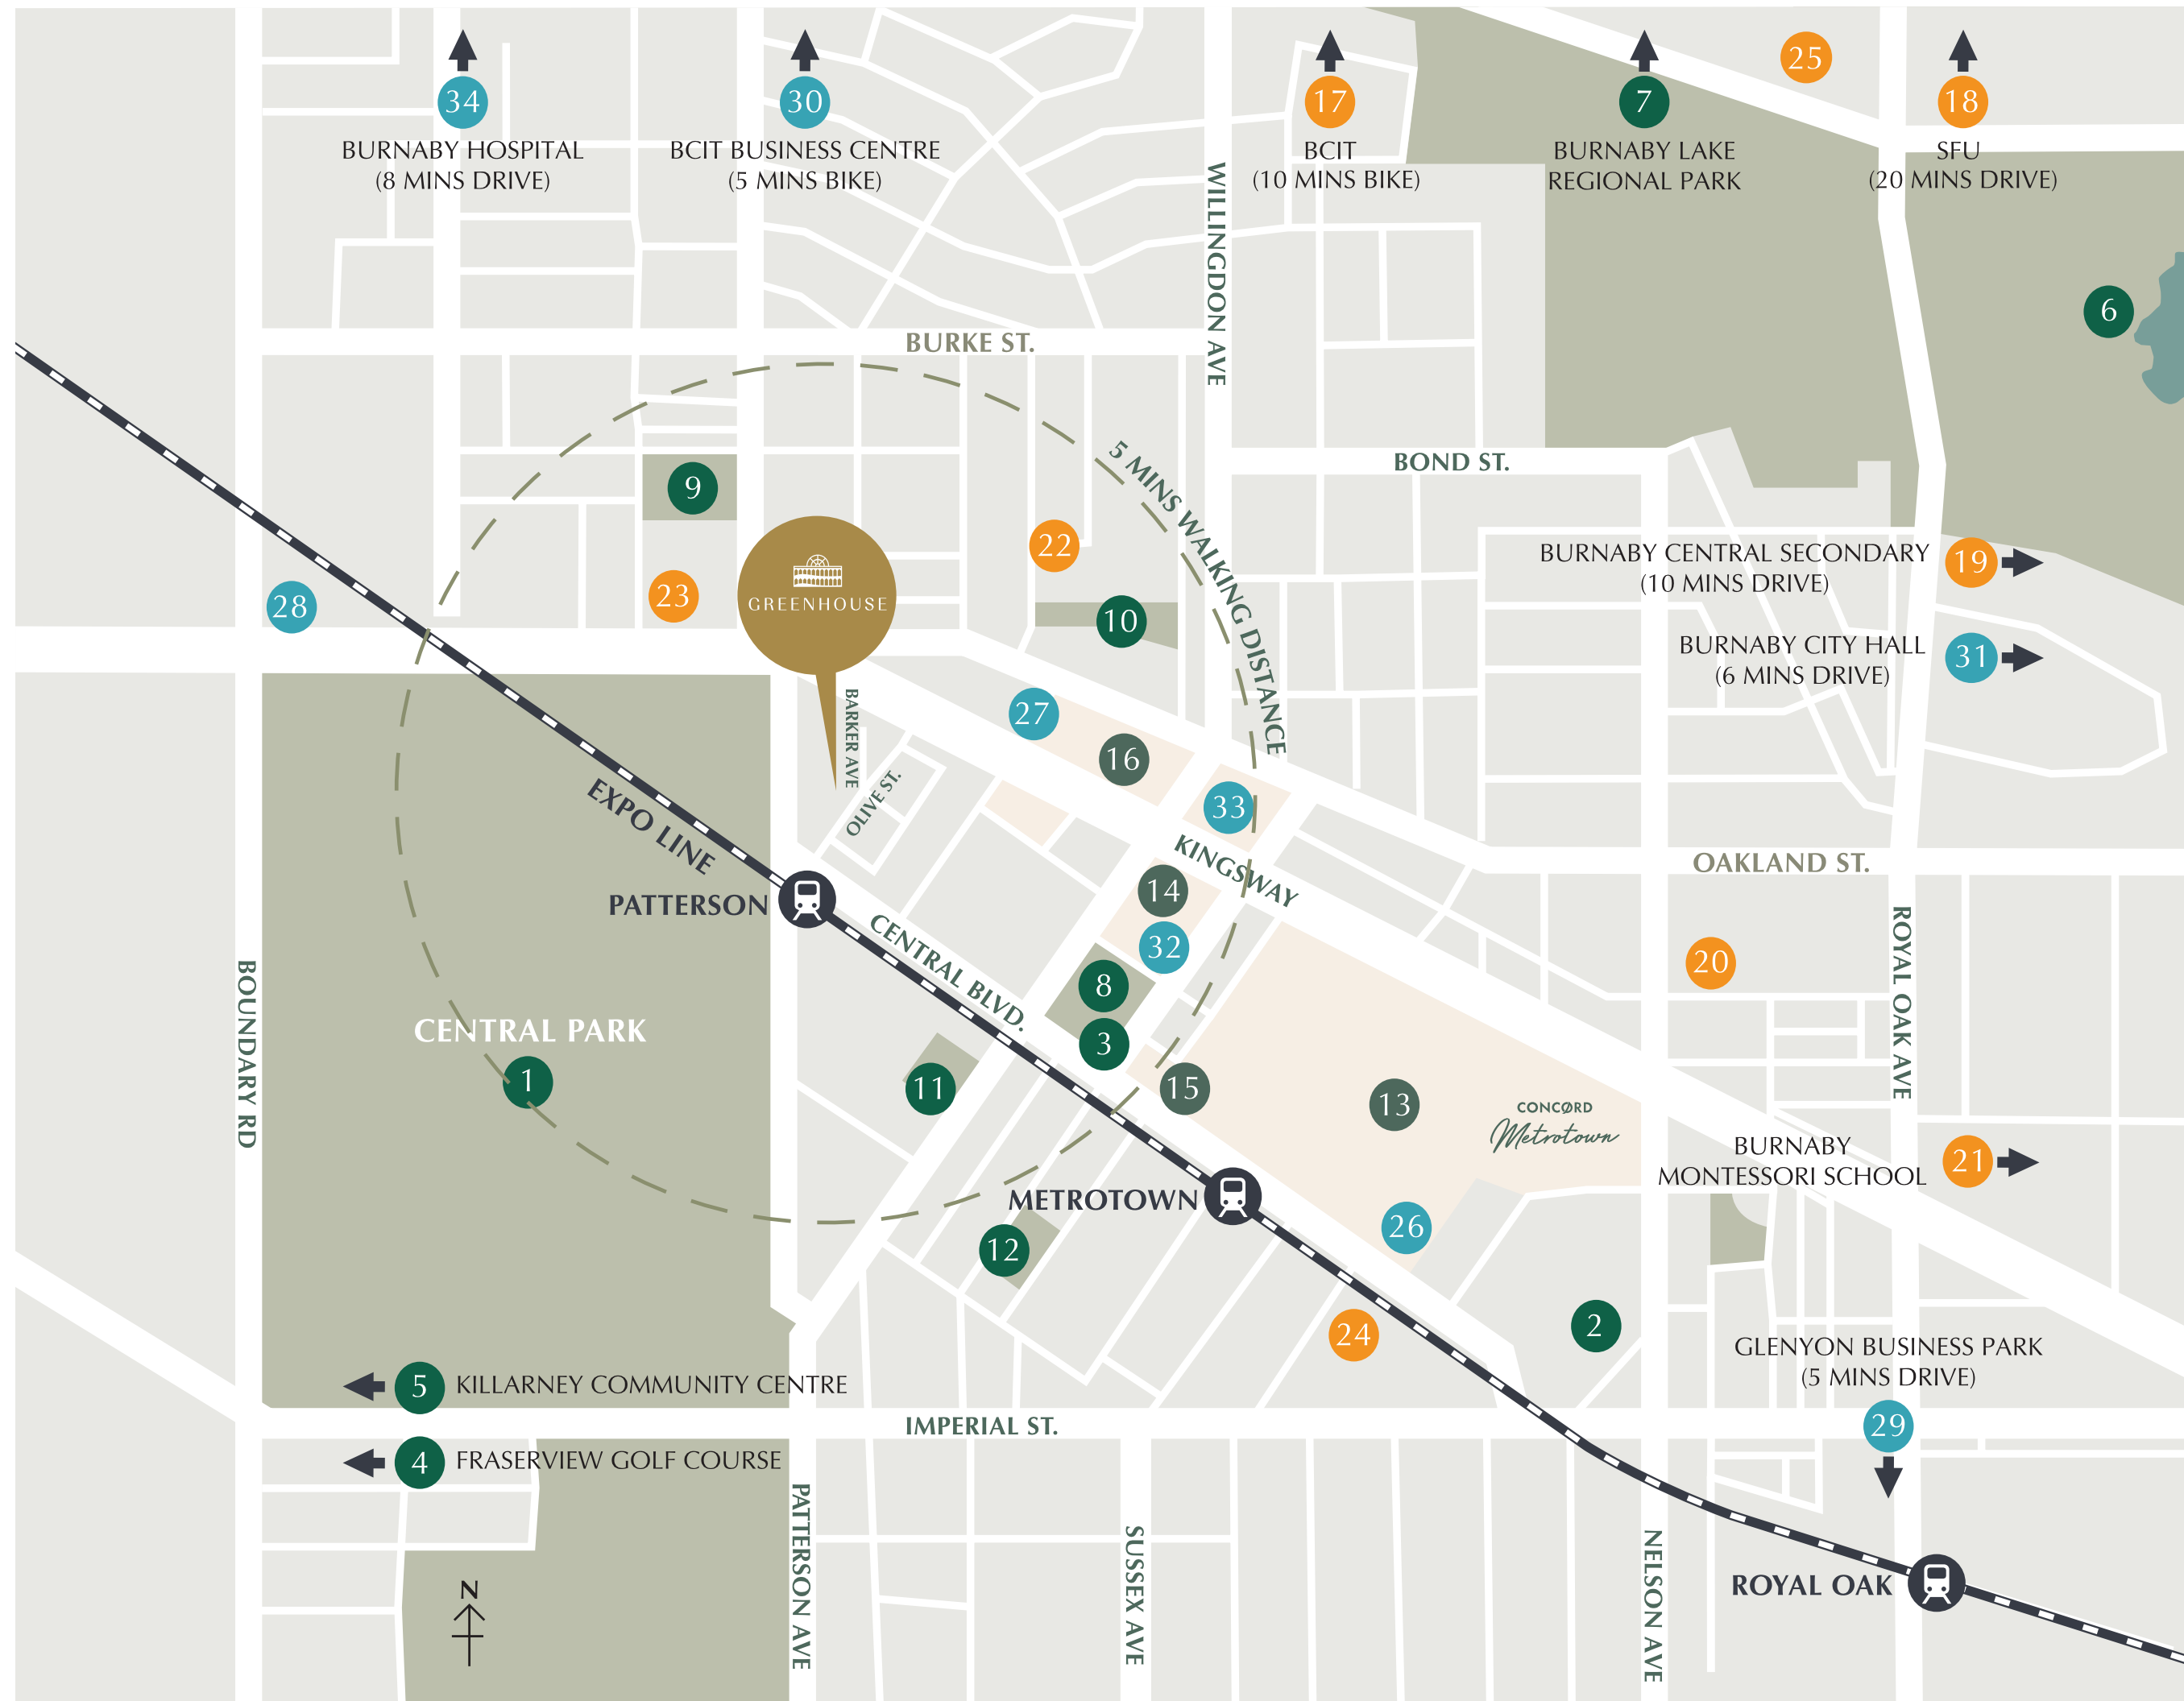 25
34
30
17
7
18
BURNABY HOSPITAL
(8 MINS DRIVE)
BCIT BUSINESS CENTRE
(5 MINS BIKE)
BCIT
(10 MINS BIKE)
BURNABY LAKE
REGIONAL PARK
SFU
(20 MINS DRIVE)
WILLINGDON AVE
6
BURKE ST.
5 MINS WALKING DISTANCE
BOND ST.
9
22
23
GREENHOUSE
28
10
BURNABY CENTRAL SECONDARY
(10 MINS DRIVE)
19
BURNABY CITY HALL
(6 MINS DRIVE)
31
27
BARKER AVE
16
OLIVE ST.
33
EXPO LINE
KINGSWAY
OAKLAND ST.
14
PATTERSON
CENTRAL BLVD.
32
20
ROYAL OAK AVE
BOUNDARY RD
8
CENTRAL PARK
3
1
11
15
13
CONCØRD
Metrotown
BURNABY
MONTESSORI SCHOOL
21
METROTOWN
12
26
24
2
GLENYON BUSINESS PARK
(5 MINS DRIVE)
29
5
KILLARNEY COMMUNITY CENTRE
IMPERIAL ST.
4
FRASERVIEW GOLF COURSE
PATTERSON AVE
SUSSEX AVE
NELSON AVE
ROYAL OAK
N